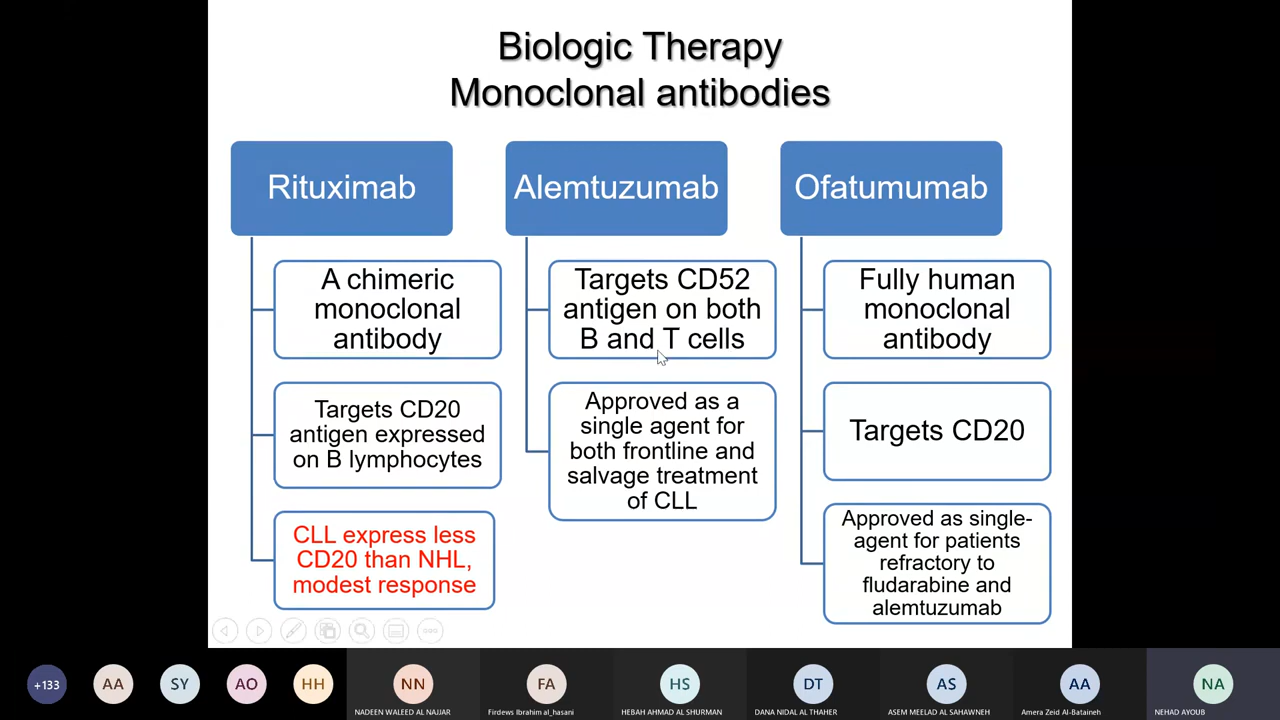 Biologic Therapy
Monoclonal antibodies
Rituximab
A chimeric
monoclonal
antibody
Targets CD20
antigen expressed
on B lymphocytes
CLL express less
CD20 than NHL,
modest response
Alemtuzumab
Targets CD52
antigen on both
B and T cells
Approved as a
single agent for
both frontline and
salvage treatment
of CLL
Ofatumumab
Fully human
monoclonal
antibody
Targets CD20
Approved as single-
agent for patients
refractory to
fludarabine and
alemtuzumab
+133
AA
SY
AO
HH
NN
NADEEN WALEED AL NAJJAR
FA
Firdews Ibrahim al_hasani
HS
HEBAH AHMAD AL SHURMAN
DT
DANA NIDAL AL THAHER
AS
ASEM MEELAD AL SAHAWNEH
AA
Amera Zeid Al-Bataineh
NA
NEHAD AYOUB